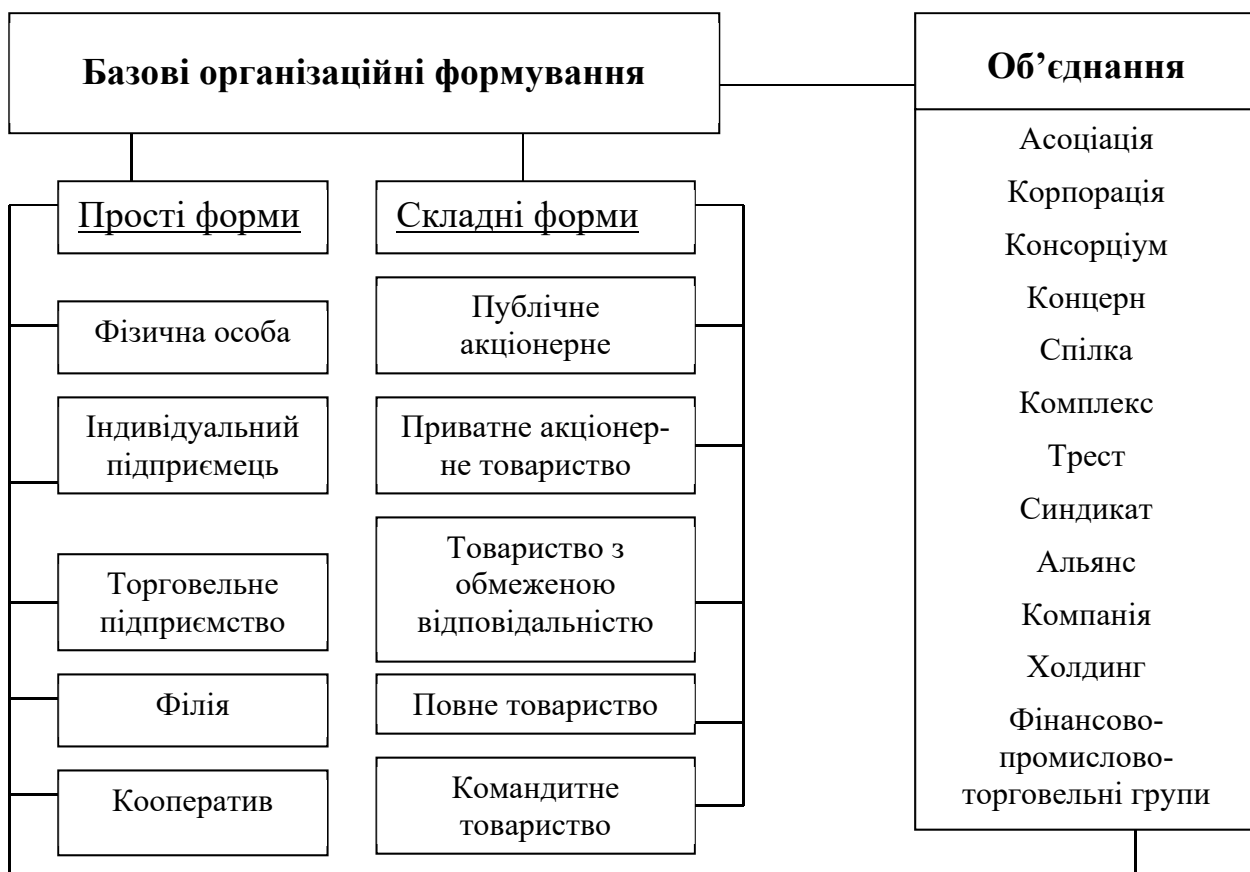 Базові організаційні формування
Об’єднання
Прості форми
Складні форми
Фізична особа
Індивідуальний
підприємець
Торговельне
підприємство
Філія
Кооператив
Публічне
акціонерне
Приватне акціонер-
не товариство
Товариство з
обмеженою
відповідальністю
Повне товариство
Командитне
товариство
Асоціація
Корпорація
Консорціум
Концерн
Спілка
Комплекс
Трест
Синдикат
Альянс
Компанія
Холдинг
Фінансово-
промислово-
торговельні групи